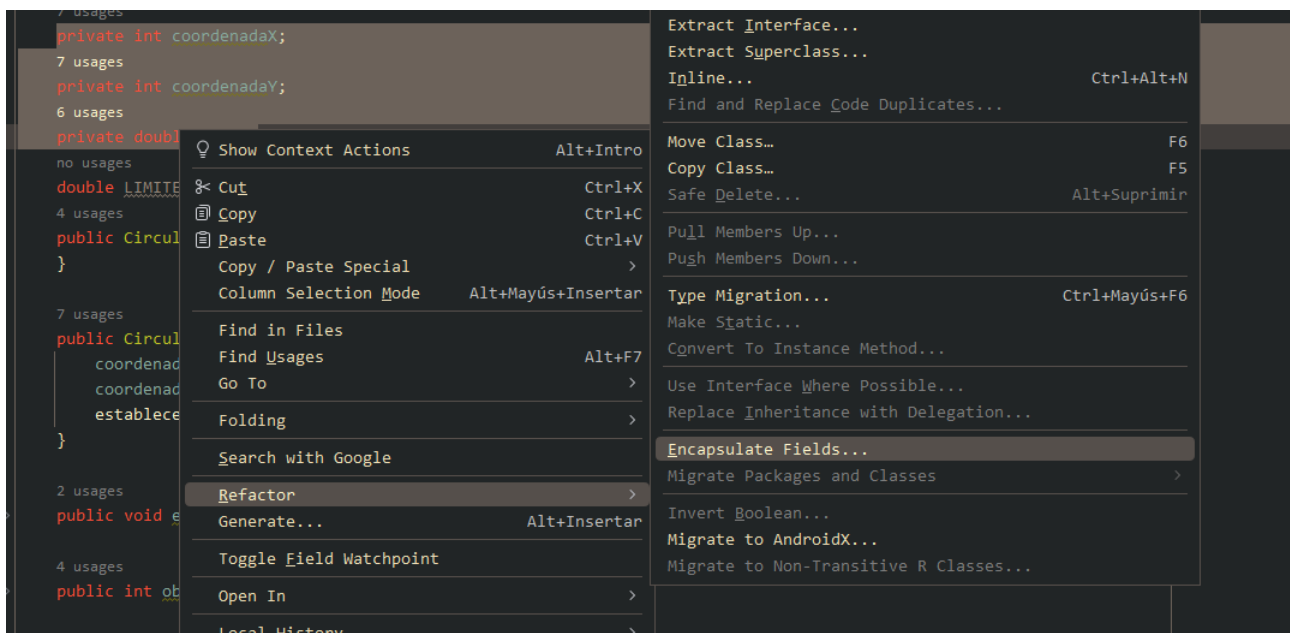 7 usages
private int coordenadaX;
7 usages
private int coordenadaY;
6 usages
private doubl
no usages
double LIMITE
4 usages
public Circul
}
7 usages
public Circul
coordenad
coordenad
establece
}
2 usages
public void e
4 usages
public int ob
Show Context Actions Alt+Intro
Cut Ctrl+X
Copy Ctrl+C
Paste Ctrl+V
Copy / Paste Special
Column Selection Mode Alt+Mayús+Insertar
Find in Files
Find Usages Alt+F7
Go To
Folding
Search with Google
Refactor
Generate... Alt+Insertar
Toggle Field Watchpoint
Open In
Local History
Extract Interface...
Extract Superclass...
Inline... Ctrl+Alt+N
Find and Replace Code Duplicates...
Move Class... F6
Copy Class... F5
Safe Delete... Alt+Suprimir
Pull Members Up...
Push Members Down...
Type Migration... Ctrl+Mayús+F6
Make Static...
Convert To Instance Method...
Use Interface Where Possible...
Replace Inheritance with Delegation...
Encapsulate Fields...
Migrate Packages and Classes
Invert Boolean...
Migrate to AndroidX...
Migrate to Non-Transitive R Classes...